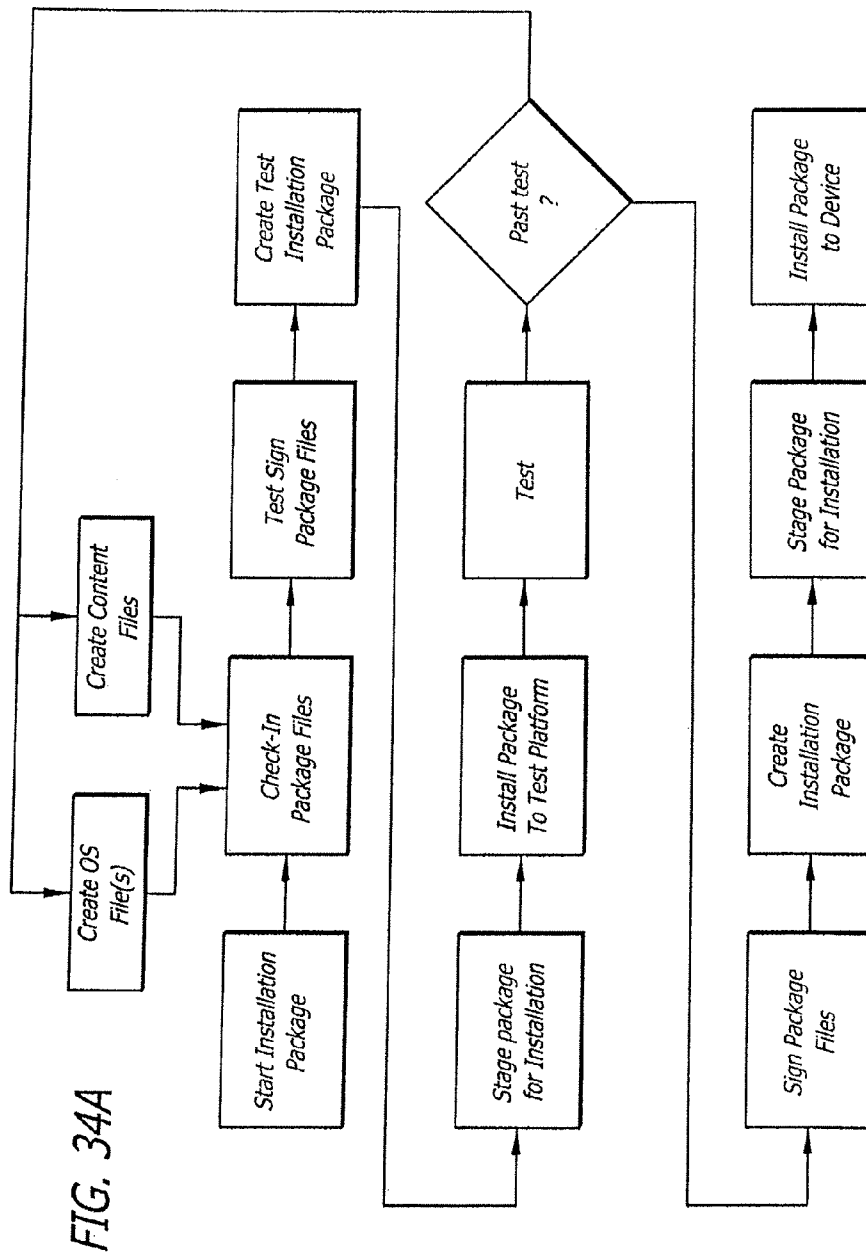 FIG. 34A
Create OS
File(s)
Create Content
Files
Start Installation
Package
Check-In
Package Files
Test Sign
Package Files
Create Test
Installation
Package
Stage package
for Installation
Install Package
To Test Platform
Test
Past test
?
Sign Package
Files
Create
Installation
Package
Stage Package
for Installation
Install Package
to Device